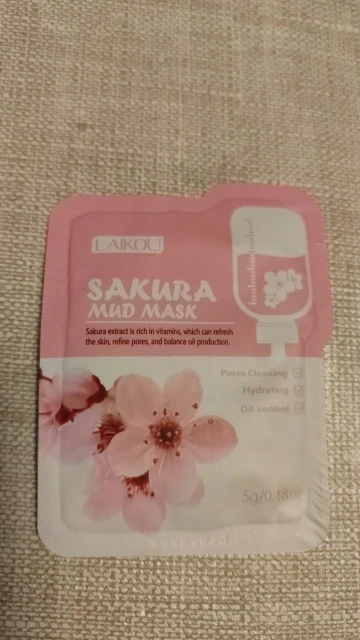 LAIKOU
SAKURA
MUD MASK
Sakura extract is rich in vitamins, which can refresh
the skin, refine pores, and balance oil production.
Pores Cleaning
Hydrating
Oil control
5g/0.18oz